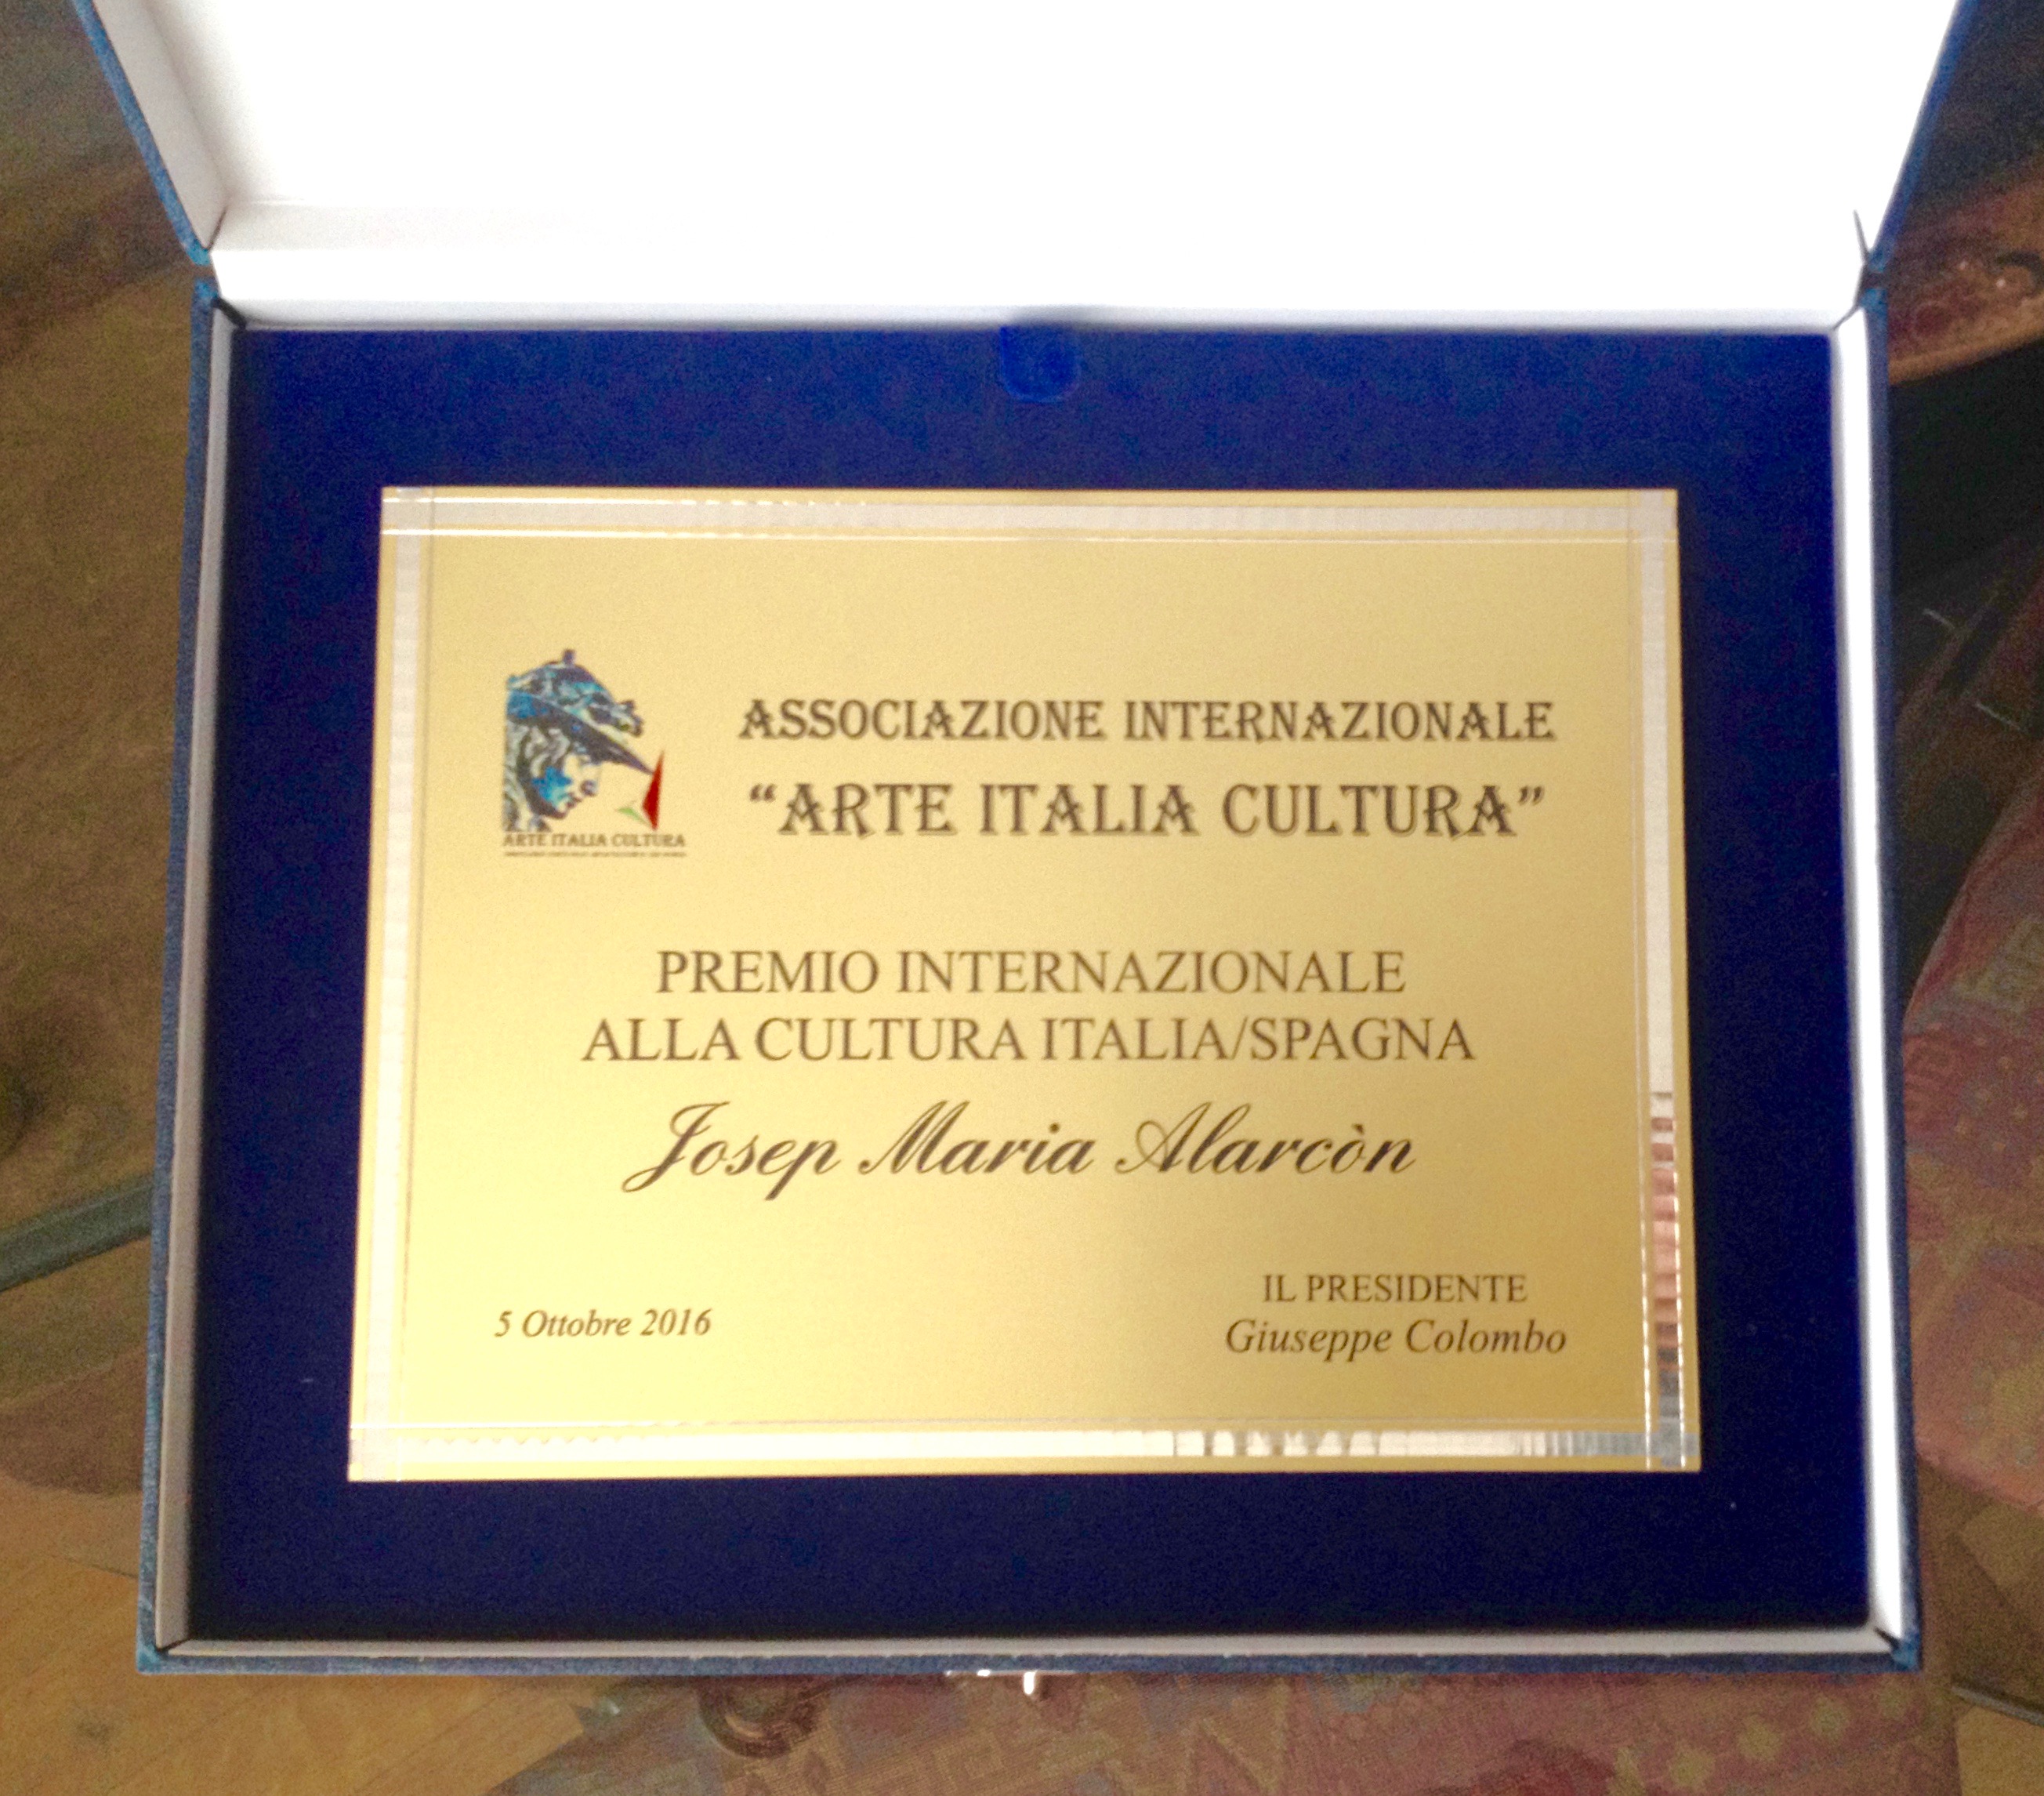 ASSOCIAZIONE INTERNAZIONALE
“ARTE ITALIA CULTURA”
ARTE ITALIA CULTURA
PREMIO INTERNAZIONALE
ALLA CULTURA ITALIA/SPAGNA
Josep Maria Alarcòn
5 Ottobre 2016
IL PRESIDENTE
Giuseppe Colombo